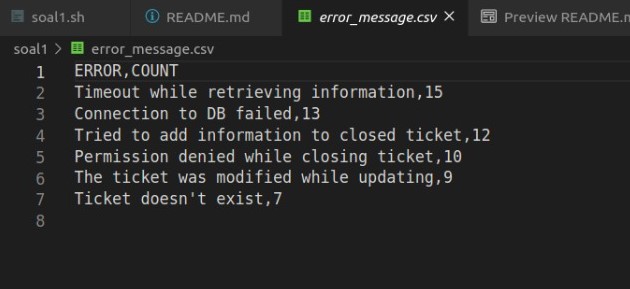 soal1.sh README.md error_message.csv Preview README.m
soal1 > error_message.csv
1 ERROR,COUNT
2 Timeout while retrieving information,15
3 Connection to DB failed,13
4 Tried to add information to closed ticket,12
5 Permission denied while closing ticket,10
6 The ticket was modified while updating,9
7 Ticket doesn't exist,7
8